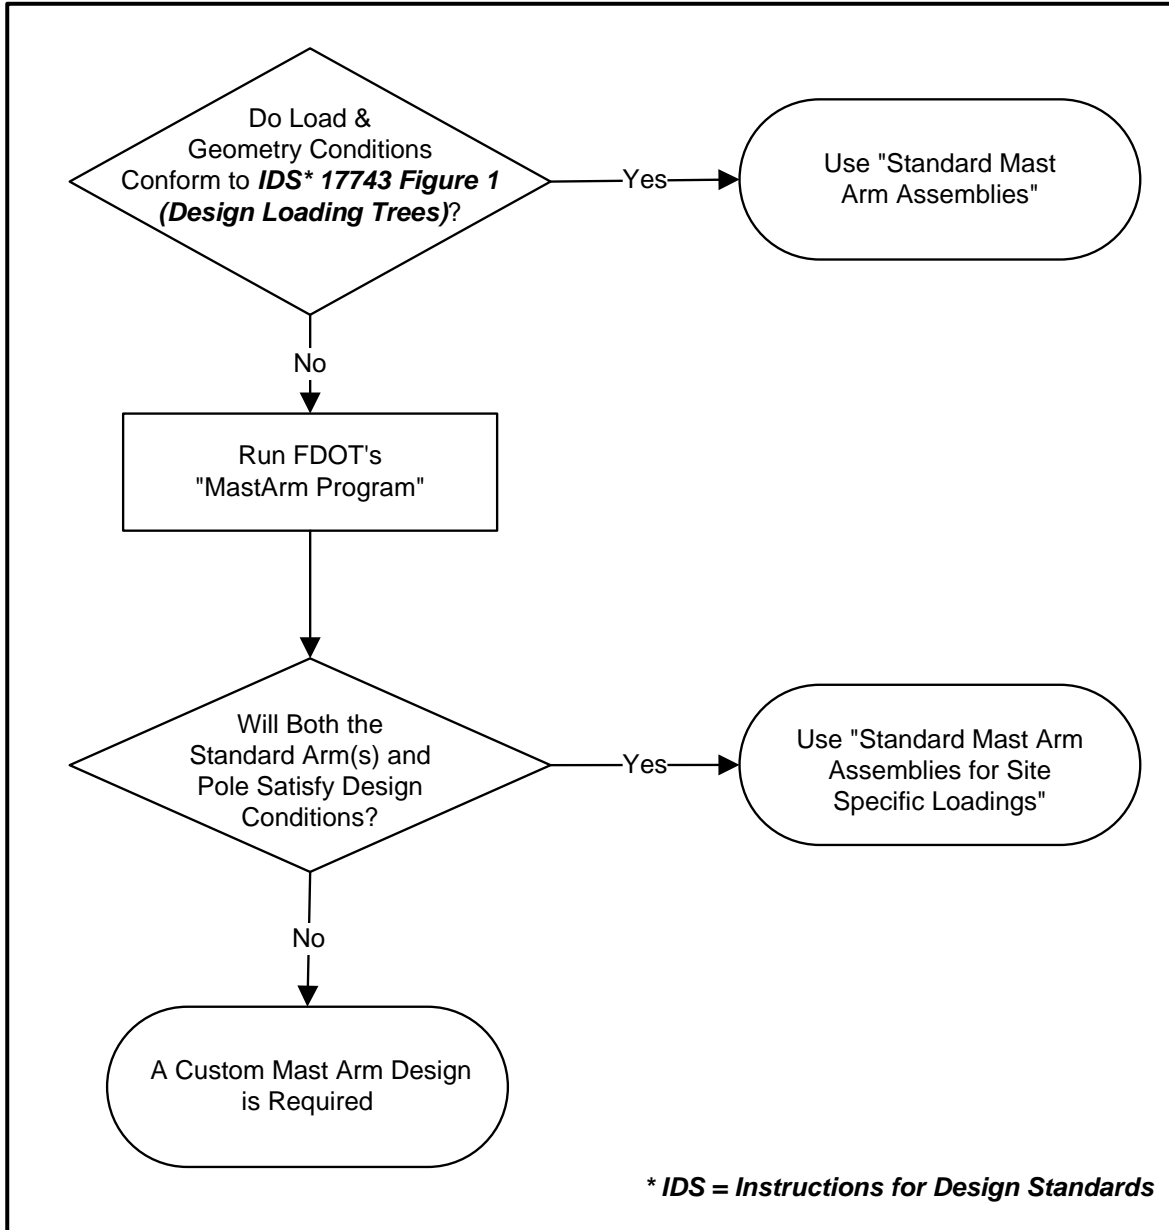 Do Load &
Geometry Conditions
Conform to IDS* 17743 Figure 1
(Design Loading Trees)?
Yes
Use "Standard Mast
Arm Assemblies"
No
Run FDOT's
"MastArm Program"
Will Both the
Standard Arm(s) and
Pole Satisfy Design
Conditions?
Yes
Use "Standard Mast Arm
Assemblies for Site
Specific Loadings"
No
A Custom Mast Arm Design
is Required
* IDS = Instructions for Design Standards